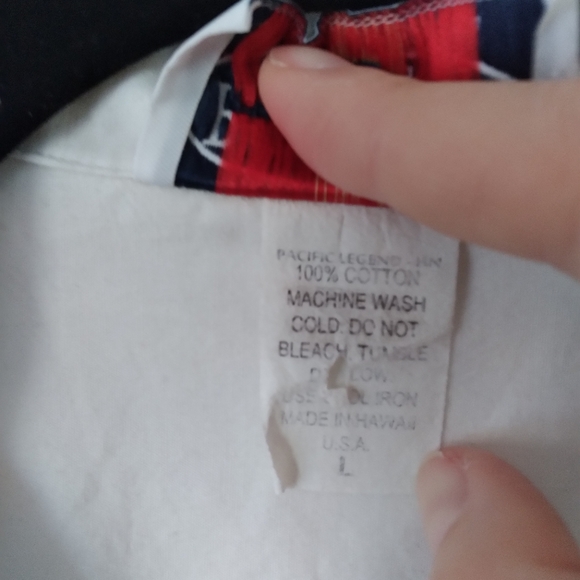 PACIFIC LEGEND
100% COTTON
MACHINE WASH
COLD. DO NOT
BLEACH, TUMBLE
LOW.
IRON
MADE IN HAWAII
U.S.A.
L